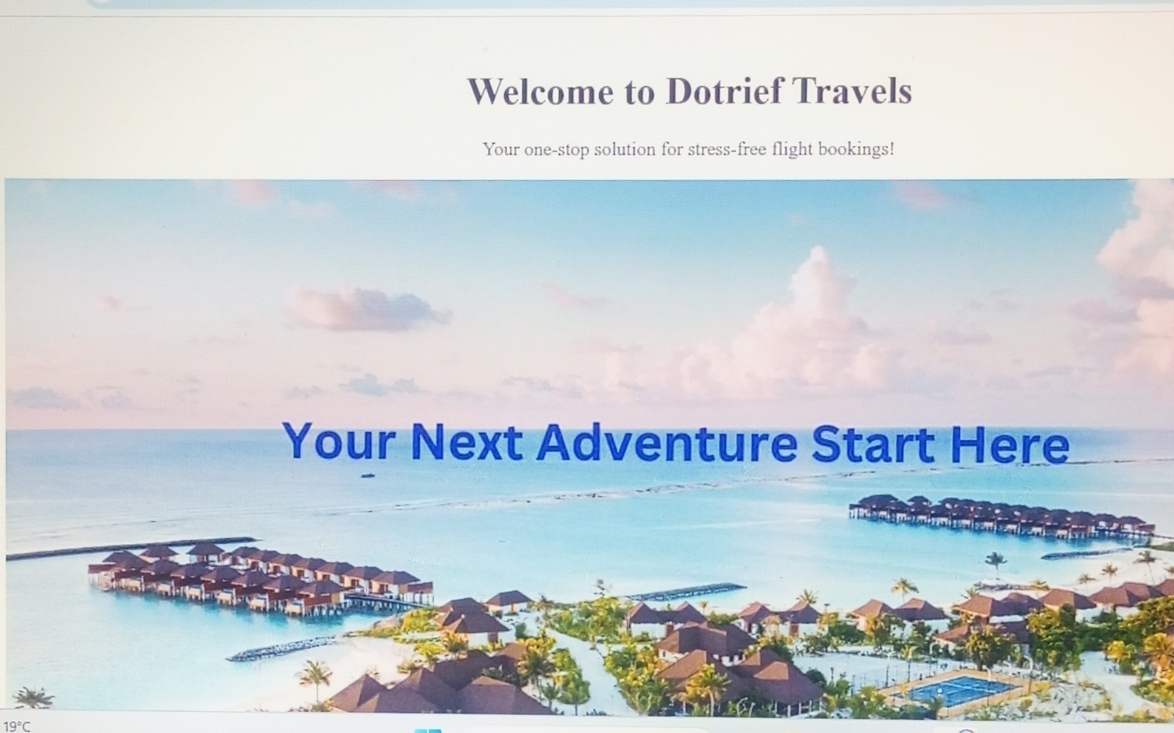 Welcome to Dotrief Travels
Your one-stop solution for stress-free flight bookings!
Your Next Adventure Start Here
19°C